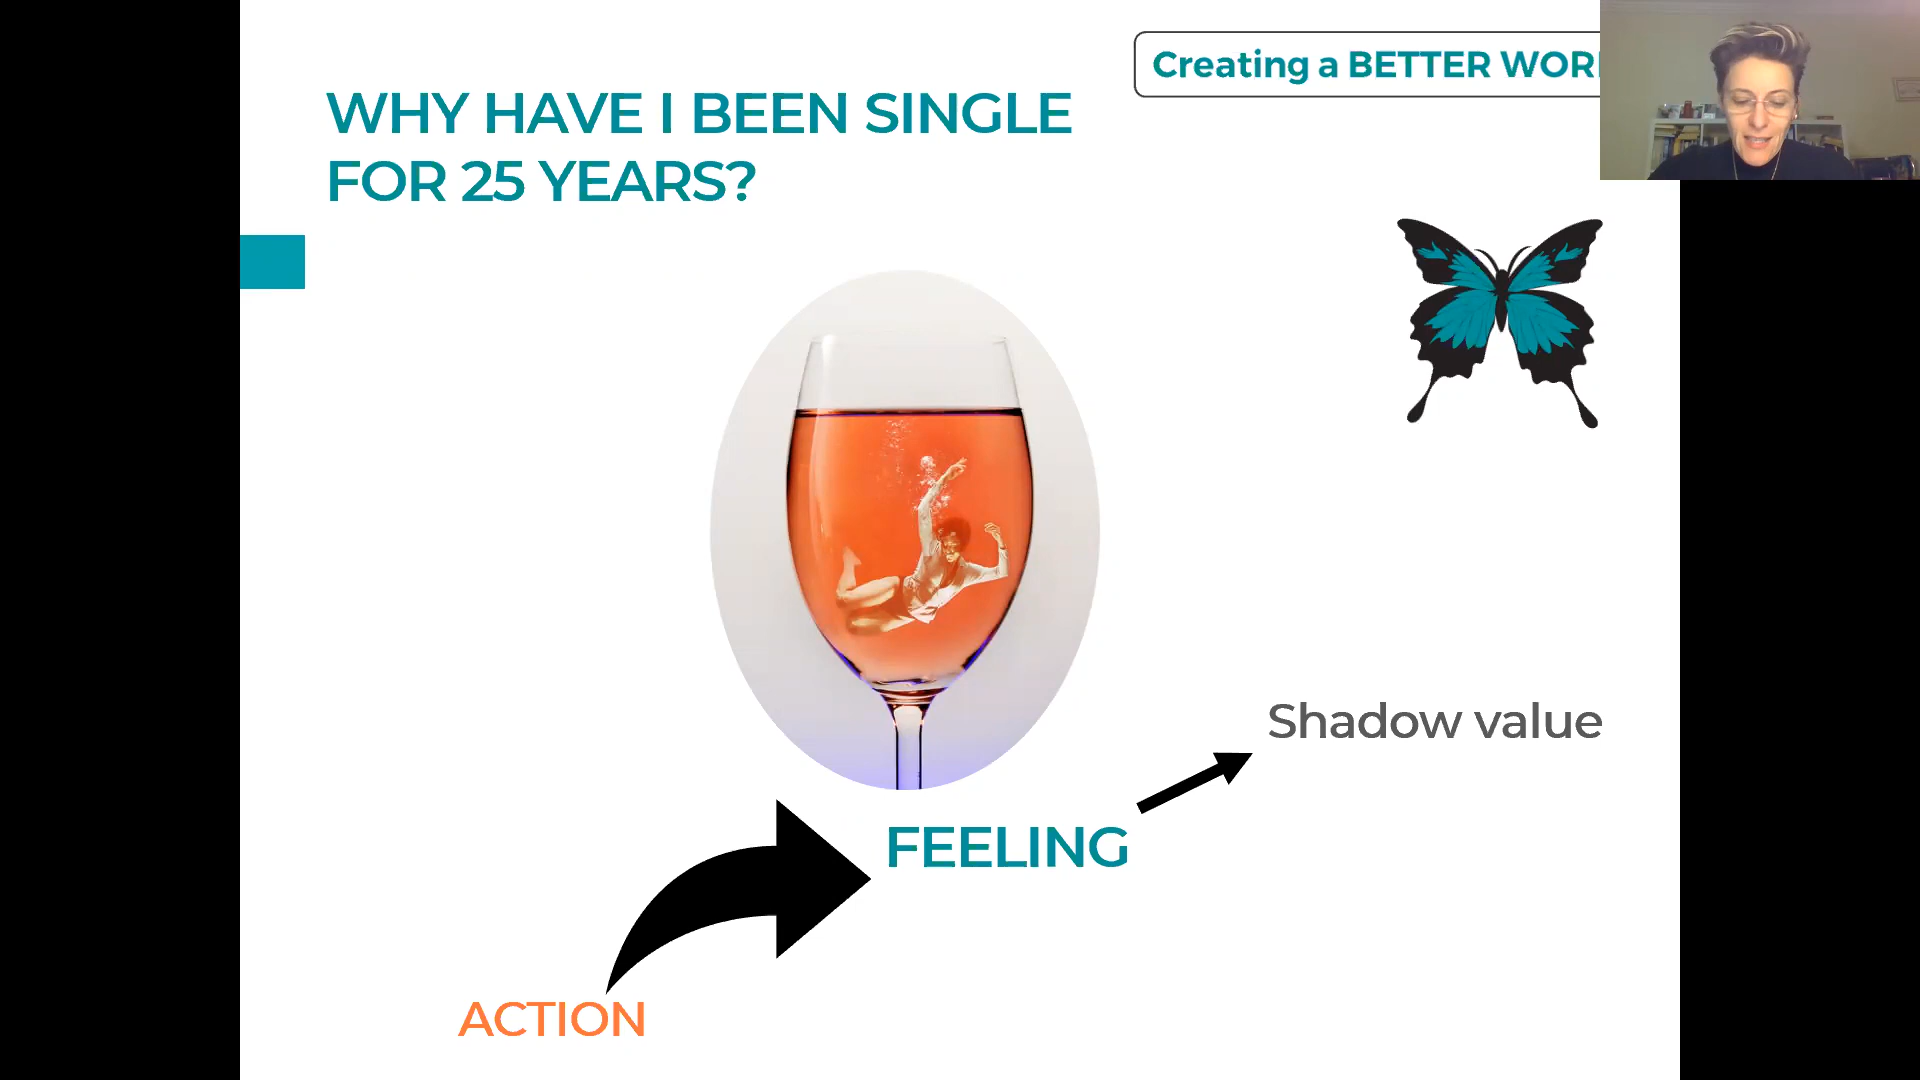 Creating a BETTER WOR
WHY HAVE I BEEN SINGLE
FOR 25 YEARS?
Shadow value
FEELING
ACTION